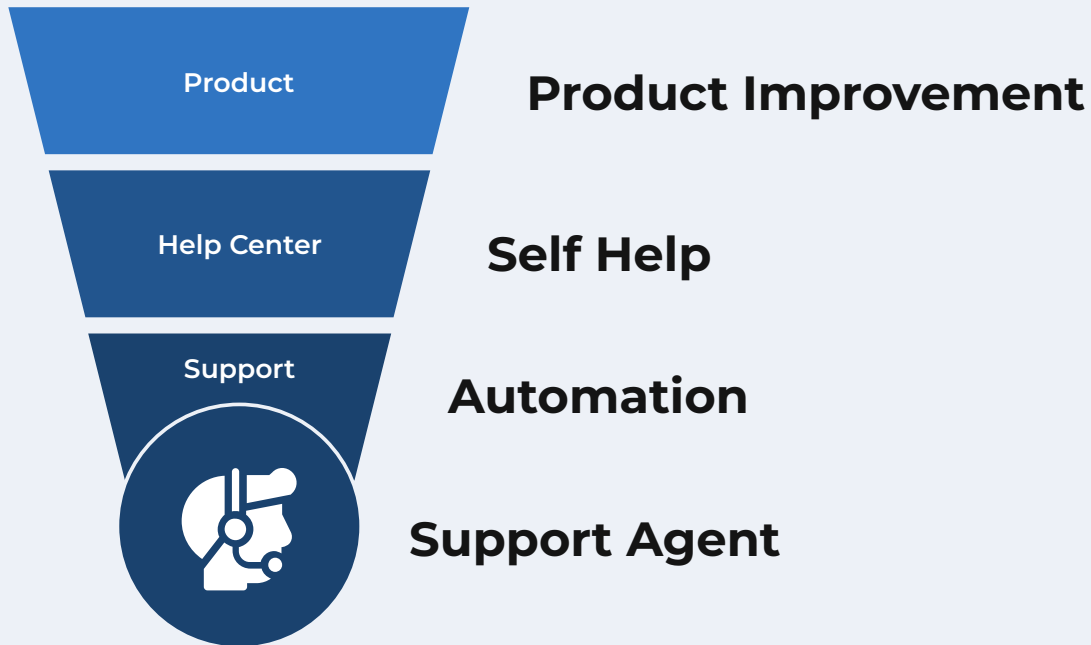 Product
Product Improvement
Help Center
Self Help
Support
Automation
Support Agent